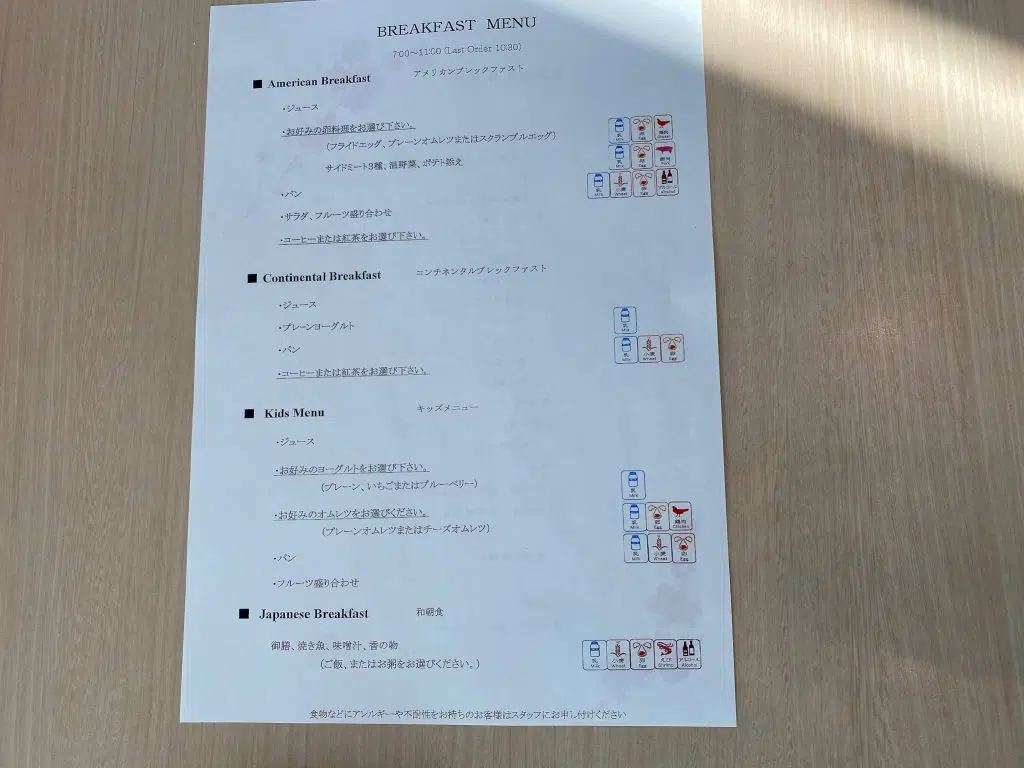 BREAKFAST MENU
7:00～11:00 (Last Order 10:30)
■ American Breakfast アメリカンブレックファスト
・ジュース
・お好みの卵料理をお選び下さい。
(フライドエッグ、プレーンオムレツまたはスクランブルエッグ)
乳 Milk 卵 Egg 鶏肉 Chicken
サイドミート3種、温野菜、ポテト添え
乳 Milk 卵 Egg 豚肉 Pork
・パン
乳 Milk 小麦 Wheat 卵 Egg アルコール Alcohol
・サラダ、フルーツ盛り合わせ
・コーヒーまたは紅茶をお選び下さい。
■ Continental Breakfast コンチネンタルブレックファスト
・ジュース
・プレーンヨーグルト
乳 Milk
・パン
乳 Milk 小麦 Wheat 卵 Egg
・コーヒーまたは紅茶をお選び下さい。
■ Kids Menu キッズメニュー
・ジュース
・お好みのヨーグルトをお選び下さい。
(プレーン、いちごまたはブルーベリー)
乳 Milk
・お好みのオムレツをお選びください。
(プレーンオムレツまたはチーズオムレツ)
乳 Milk 卵 Egg 鶏肉 Chicken
・パン
乳 Milk 小麦 Wheat 卵 Egg
・フルーツ盛り合わせ
■ Japanese Breakfast 和朝食
御膳、焼き魚、味噌汁、香の物
(ご飯、またはお粥をお選びください。)
乳 Milk 小麦 Wheat 卵 Egg えび Shrimp アルコール Alcohol
食物などにアレルギーや不耐性をお持ちのお客様はスタッフにお申し付けください